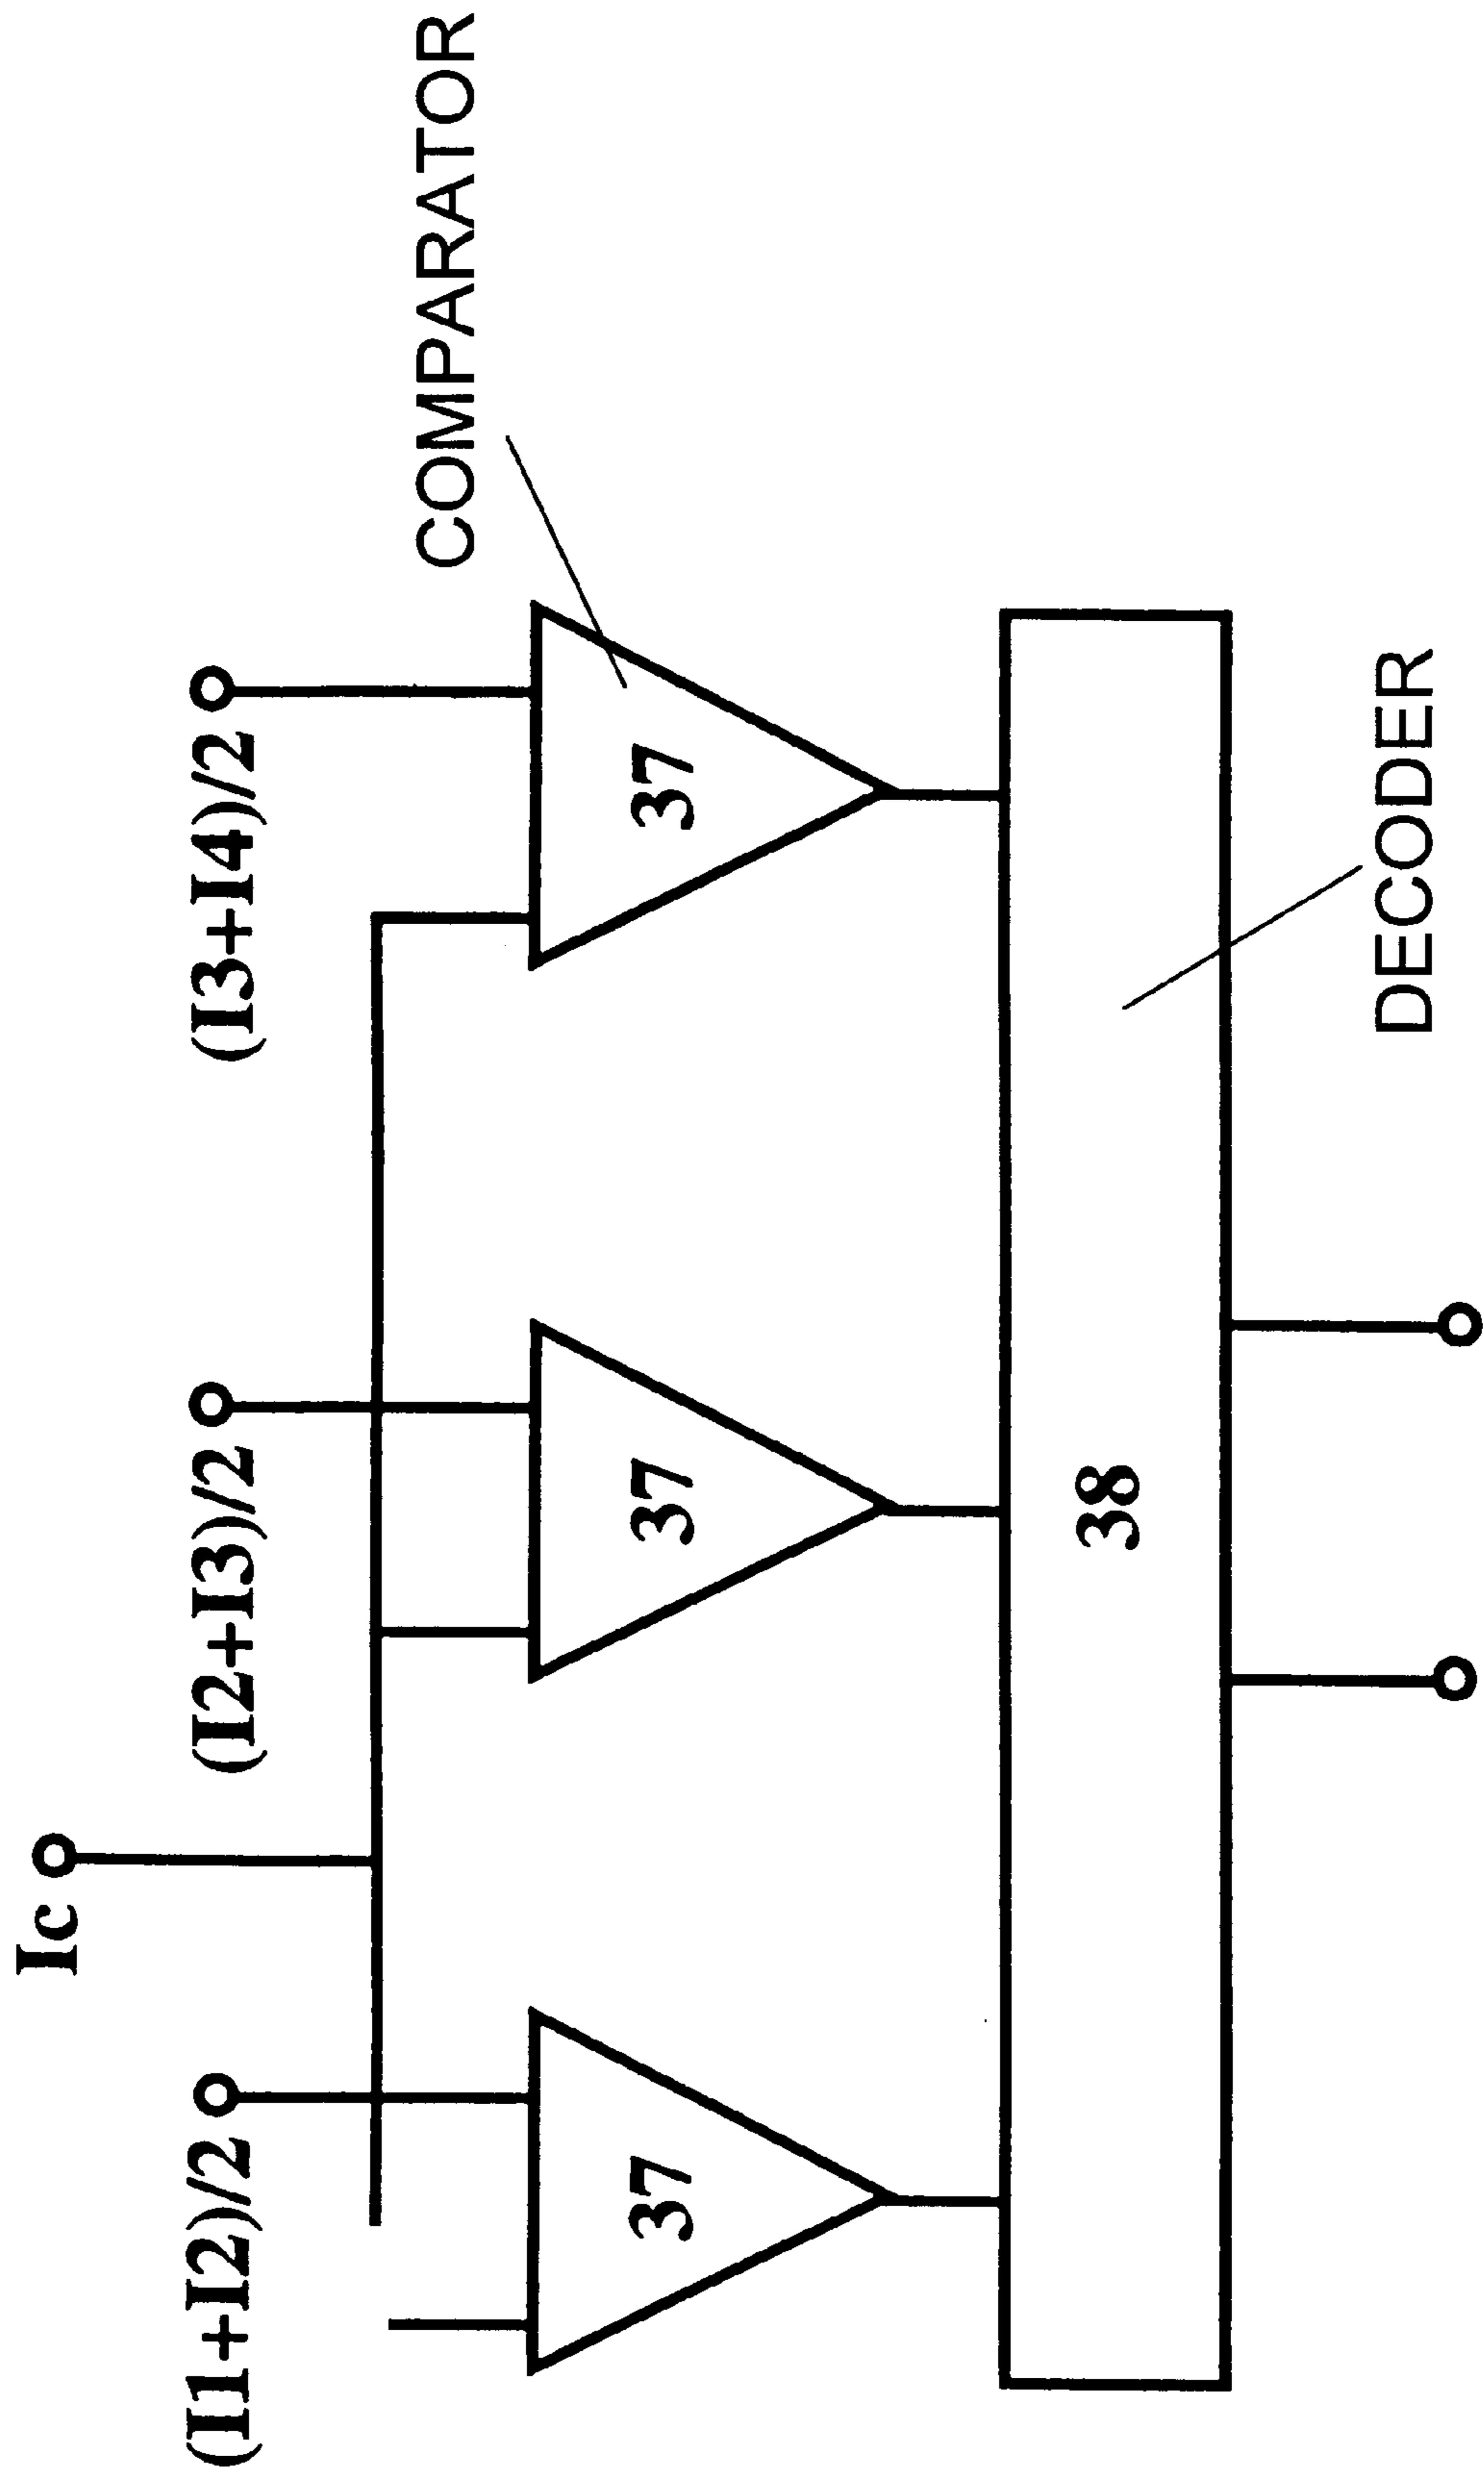 Ic
(I1+I2)/2
(I2+I3)/2
(I3+I4)/2
COMPARATOR
37
37
37
38
DECODER